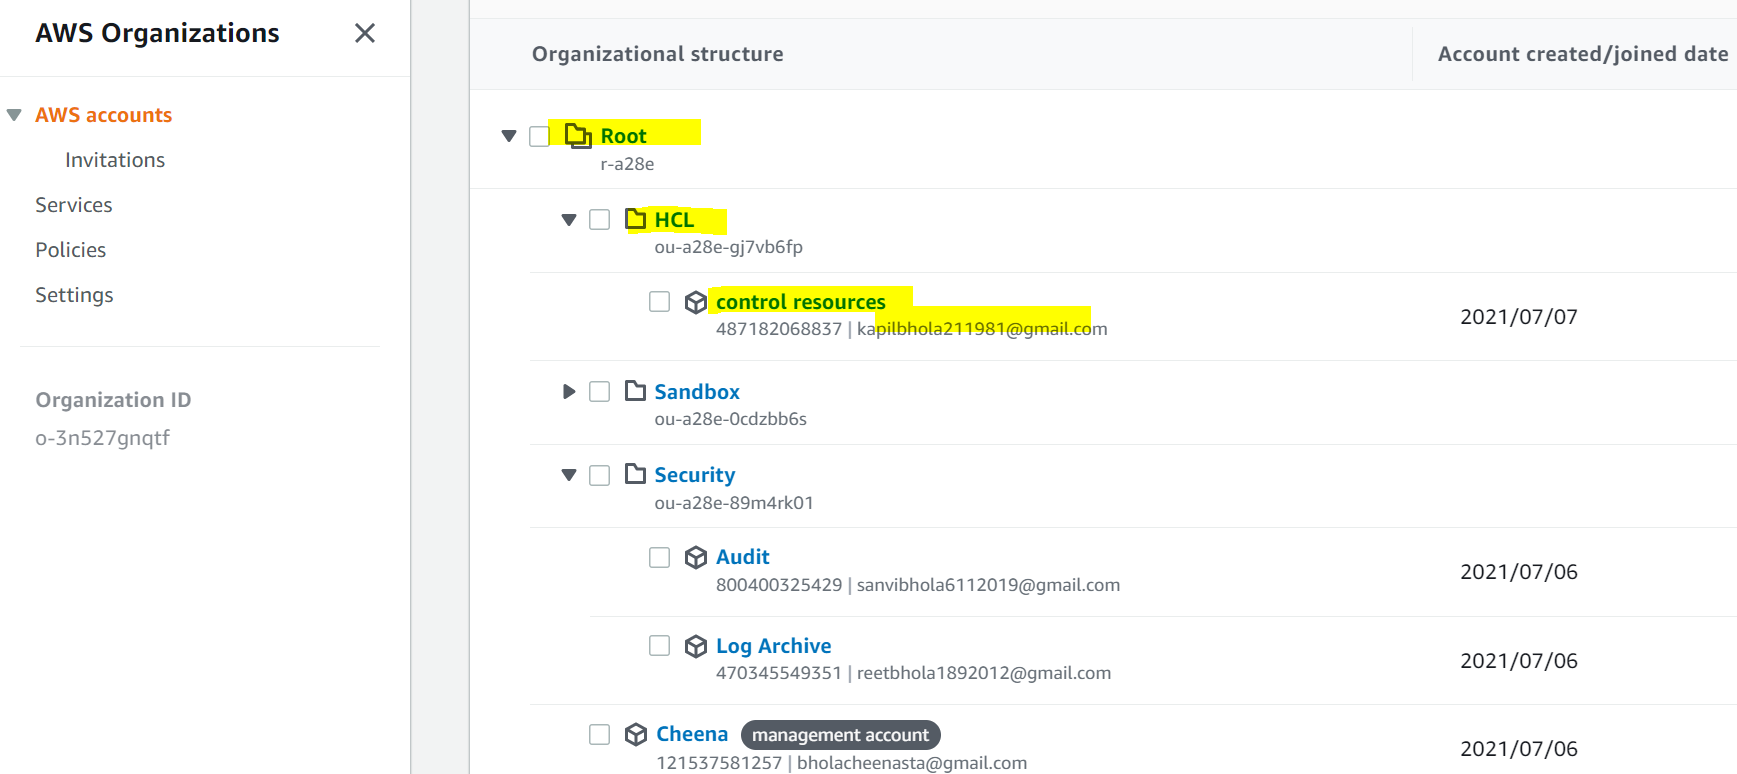 AWS Organizations
AWS accounts
Invitations
Services
Policies
Settings
Organization ID
o-3n527gnqtf
Organizational structure
Account created/joined date
Root
r-a28e
HCL
ou-a28e-gj7vb6fp
control resources
487182068837 | kapilbhola211981@gmail.com
2021/07/07
Sandbox
ou-a28e-0cdzbb6s
Security
ou-a28e-89m4rk01
Audit
800400325429 | sanvibhola6112019@gmail.com
2021/07/06
Log Archive
470345549351 | reetbhola1892012@gmail.com
2021/07/06
Cheena management account
121537581257 | bholacheenasta@gmail.com
2021/07/06